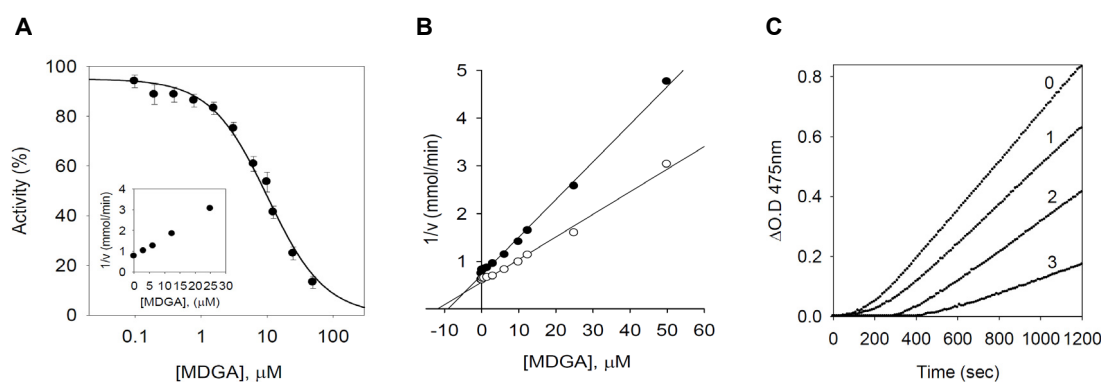 A
B
C
100
80
60
40
20
0
Activity (%)
0.1
1
10
100
[MDGA], μM
4
3
2
1
0
1/v (mmol/min)
0 5 10 15 20 25 30
[MDGA], (μM)
5
4
3
2
1
1/v (mmol/min)
-10 0 10 20 30 40 50 60
[MDGA], μM
0.8
0.6
0.4
0.2
0.0
ΔO.D 475nm
0
1
2
3
0 200 400 600 800 1000 1200
Time (sec)